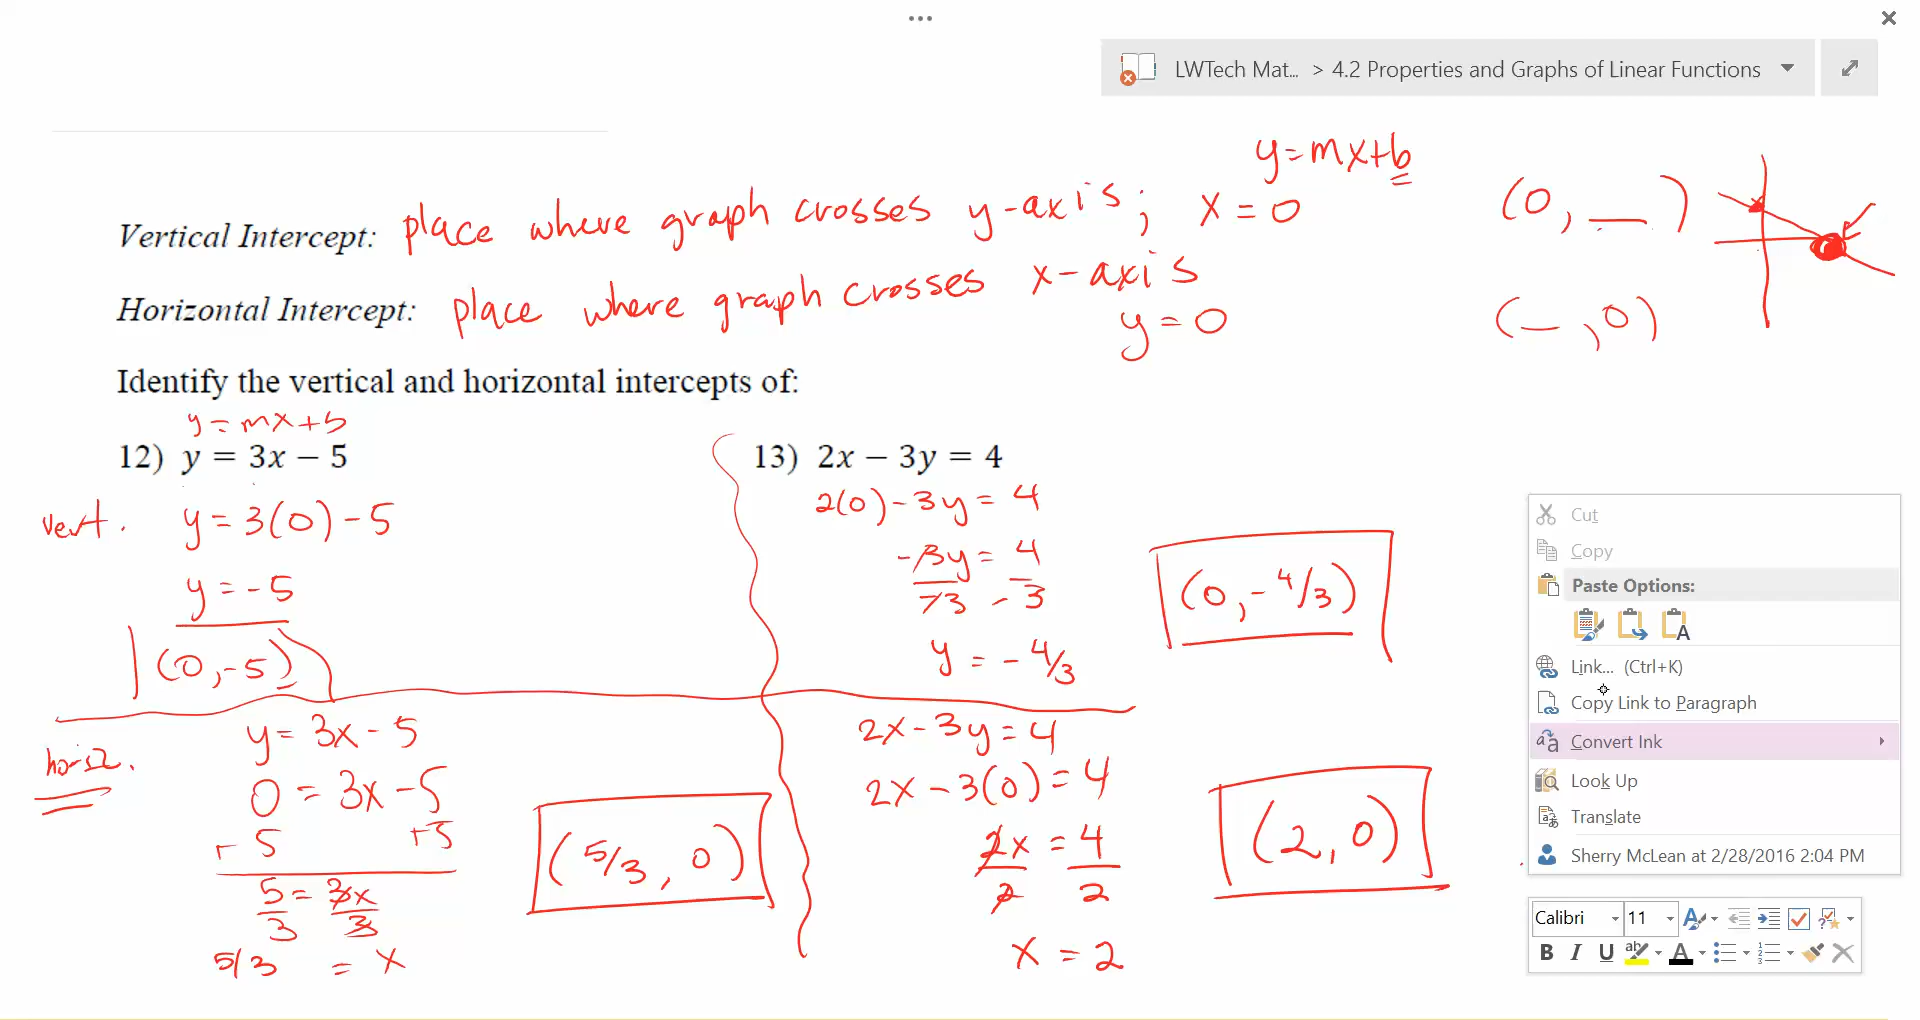 LWTech Mat... > 4.2 Properties and Graphs of Linear Functions
y=mx+b
Vertical Intercept: place where graph crosses y-axis; x = 0 (0, __)
Horizontal Intercept: place where graph crosses x-axis (_ ,0)
y = 0
Identify the vertical and horizontal intercepts of:
y = mx+b
12) y = 3x − 5
vert. y = 3(0) - 5
y = -5
(0, -5)
horiz. y = 3x - 5
0 = 3x - 5
+5 +5
5 = 3x
3 3
5/3 = x
(5/3, 0)
13) 2x − 3y = 4
2(0) - 3y = 4
-3y = 4
-3 -3
y = - 4/3
(0, - 4/3)
2x - 3y = 4
2x - 3(0) = 4
2x = 4
2 2
x = 2
(2, 0)
Cut
Copy
Paste Options:
Link... (Ctrl+K)
Copy Link to Paragraph
Convert Ink
Look Up
Translate
Sherry McLean at 2/28/2016 2:04 PM
Calibri 11
B I U ab A